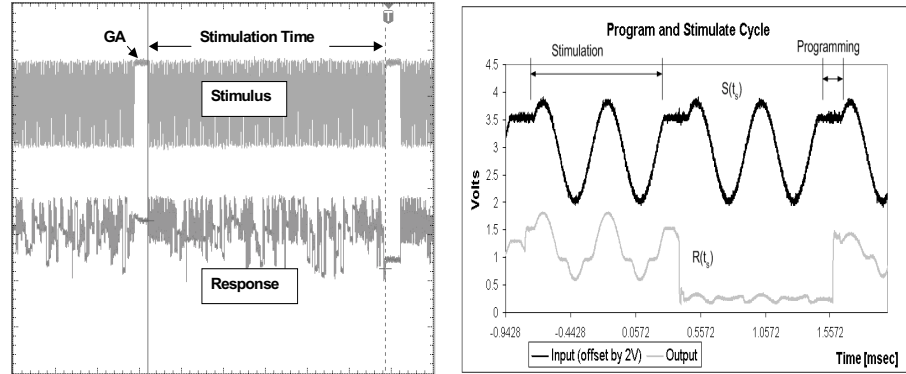 T
GA
Stimulation Time
Stimulus
Response
Program and Stimulate Cycle
Stimulation
Programming
S(ts)
R(ts)
Volts
4.5
4
3.5
3
2.5
2
1.5
1
0.5
0
-0.9428 -0.4428 0.0572 0.5572 1.0572 1.5572
Time [msec]
Input (offset by 2V) Output